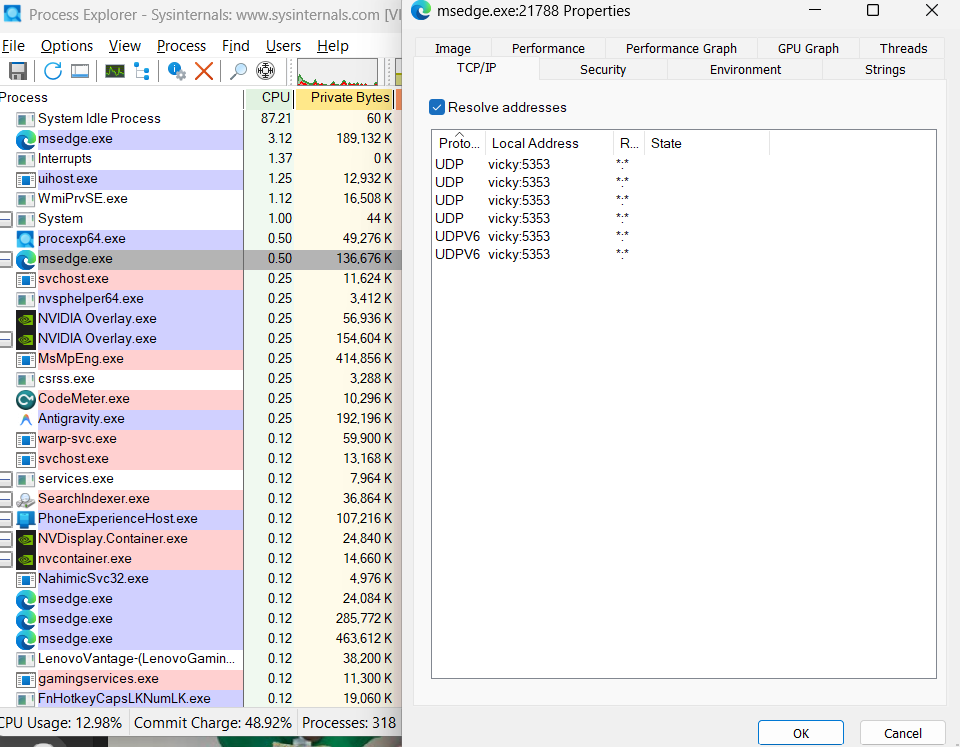 Process Explorer - Sysinternals: www.sysinternals.com [VI
File Options View Process Find Users Help
Process CPU Private Bytes
System Idle Process 87.21 60 K
msedge.exe 3.12 189,132 K
Interrupts 1.37 0 K
uihost.exe 1.25 12,932 K
WmiPrvSE.exe 1.12 16,508 K
System 1.00 44 K
procexp64.exe 0.50 49,276 K
msedge.exe 0.50 136,676 K
svchost.exe 0.25 11,624 K
nvsphelper64.exe 0.25 3,412 K
NVIDIA Overlay.exe 0.25 56,936 K
NVIDIA Overlay.exe 0.25 154,604 K
MsMpEng.exe 0.25 414,856 K
csrss.exe 0.25 3,288 K
CodeMeter.exe 0.25 10,296 K
Antigravity.exe 0.25 192,196 K
warp-svc.exe 0.12 59,900 K
svchost.exe 0.12 13,168 K
services.exe 0.12 7,964 K
SearchIndexer.exe 0.12 36,864 K
PhoneExperienceHost.exe 0.12 107,216 K
NVDisplay.Container.exe 0.12 24,840 K
nvcontainer.exe 0.12 14,660 K
NahimicSvc32.exe 0.12 4,976 K
msedge.exe 0.12 24,084 K
msedge.exe 0.12 285,772 K
msedge.exe 0.12 463,612 K
LenovoVantage-(LenovoGamin... 0.12 38,200 K
gamingservices.exe 0.12 11,300 K
FnHotkeyCapsLKNumLK.exe 0.12 19,060 K
CPU Usage: 12.98% Commit Charge: 48.92% Processes: 318
msedge.exe:21788 Properties
Image Performance Performance Graph GPU Graph Threads
TCP/IP Security Environment Strings
Resolve addresses
Proto... Local Address R... State
UDP vicky:5353 *:*
UDP vicky:5353 *:*
UDP vicky:5353 *:*
UDP vicky:5353 *:*
UDPV6 vicky:5353 *:*
UDPV6 vicky:5353 *:*
OK Cancel